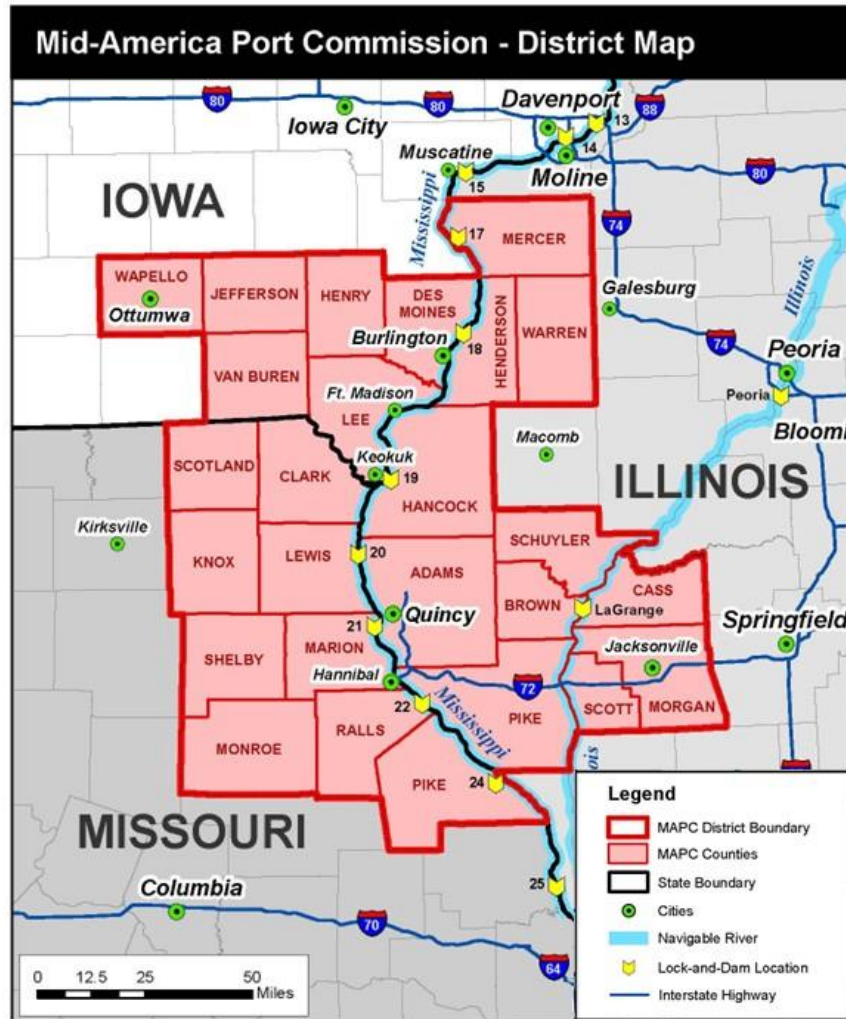 Mid-America Port Commission - District Map
80
80
Davenport
88
13
Iowa City
14
Muscatine
Moline
80
15
IOWA
Mississippi
17
MERCER
74
Illinois
WAPELLO
JEFFERSON
HENRY
DES
MOINES
Galesburg
Ottumwa
HENDERSON
WARREN
Burlington
18
74
Peoria
VAN BUREN
Peoria
Ft. Madison
LEE
Bloomi
Macomb
SCOTLAND
CLARK
Keokuk
19
ILLINOIS
HANCOCK
Kirksville
SCHUYLER
KNOX
LEWIS
20
ADAMS
CASS
BROWN
LaGrange
Quincy
21
Springfield
MARION
Jacksonville
SHELBY
Hannibal
72
22
Mississippi
PIKE
SCOTT
MORGAN
RALLS
MONROE
ois
PIKE
24
MISSOURI
25
Columbia
70
64
0 12.5 25 50
Miles
Legend
MAPC District Boundary
MAPC Counties
State Boundary
Cities
Navigable River
Lock-and-Dam Location
Interstate Highway